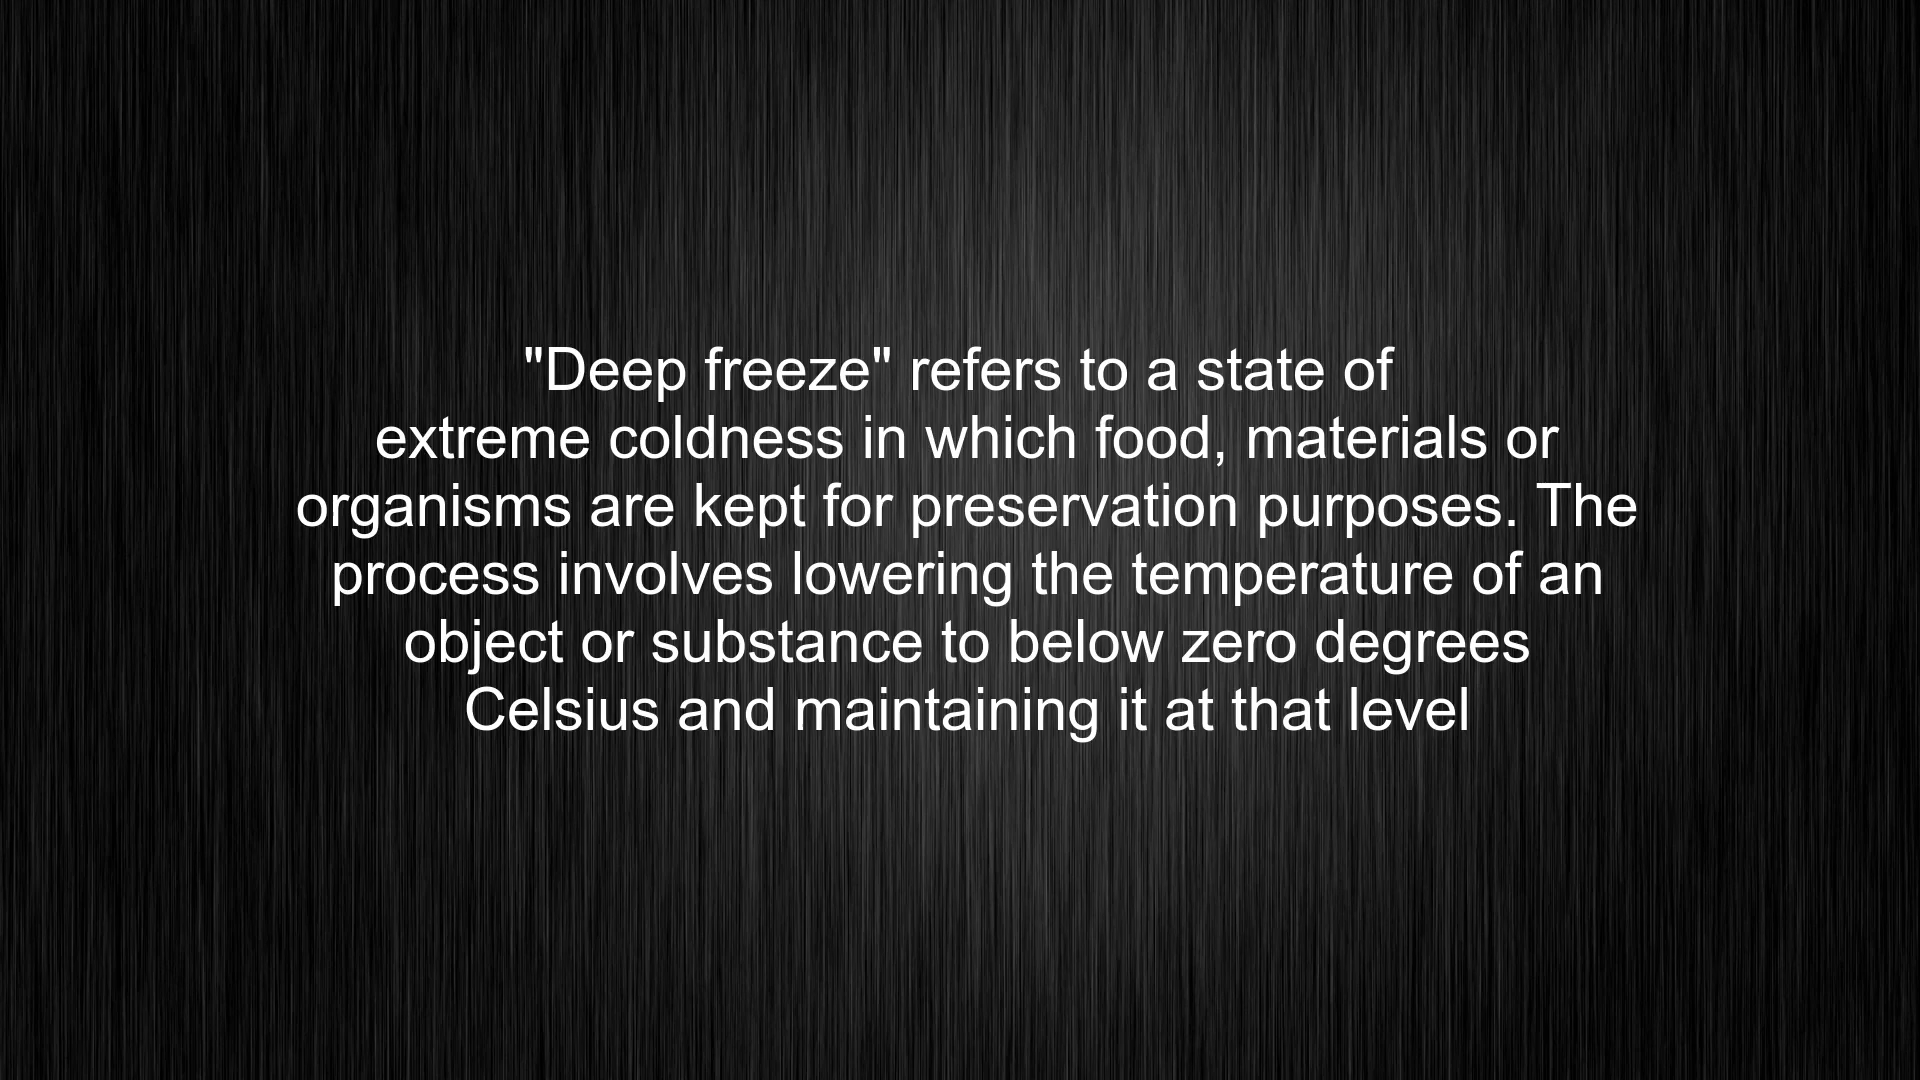 "Deep freeze" refers to a state of
extreme coldness in which food, materials or
organisms are kept for preservation purposes. The
process involves lowering the temperature of an
object or substance to below zero degrees
Celsius and maintaining it at that level